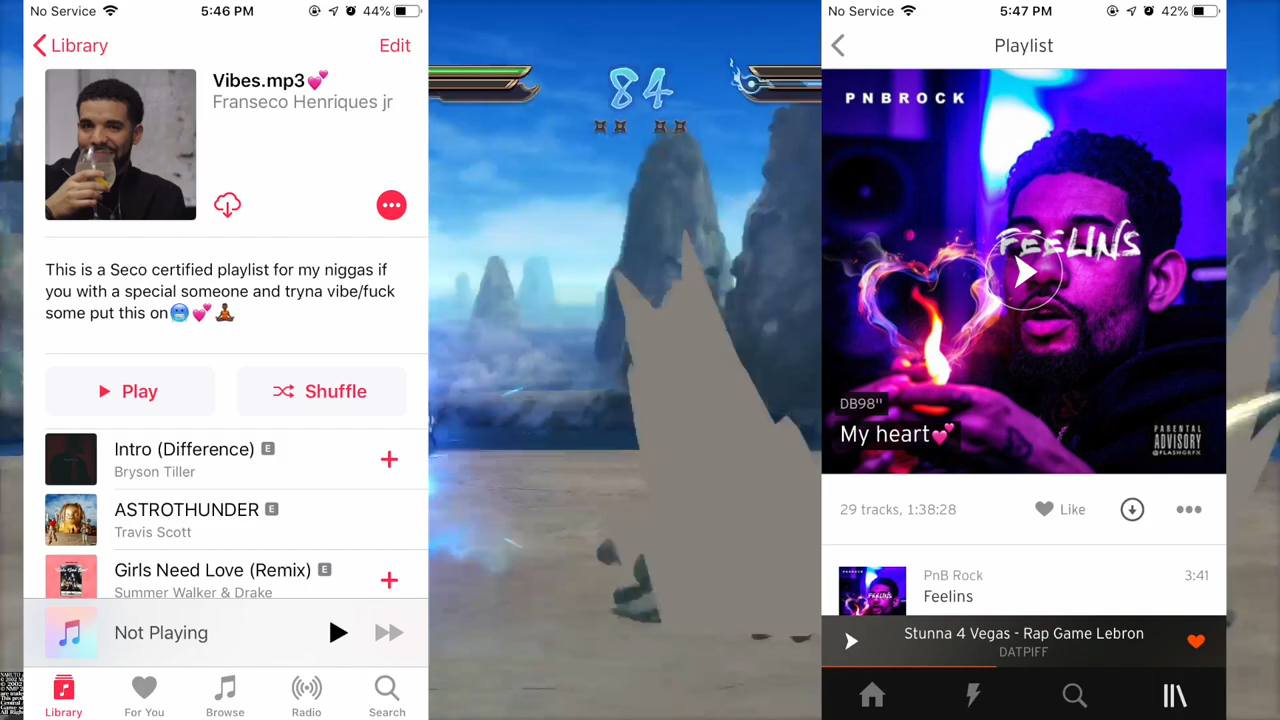 No Service 5:46 PM 44%
Library
Edit
Vibes.mp3💕
Franseco Henriques jr
This is a Seco certified playlist for my niggas if
you with a special someone and tryna vibe/fuck
some put this on🥶💕🧘🏾‍♂️
Play
Shuffle
Intro (Difference) E
Bryson Tiller
ASTROTHUNDER E
Travis Scott
Girls Need Love (Remix) E
Summer Walker & Drake
Not Playing
Library
For You
Browse
Radio
Search
84
No Service 5:47 PM 42%
Playlist
PNBROCK
FEELINS
DB98"
My heart💕
PARENTAL
ADVISORY
@FLASHGRFX
29 tracks, 1:38:28
Like
PnB Rock
3:41
Feelins
Stunna 4 Vegas - Rap Game Lebron
DATPIFF